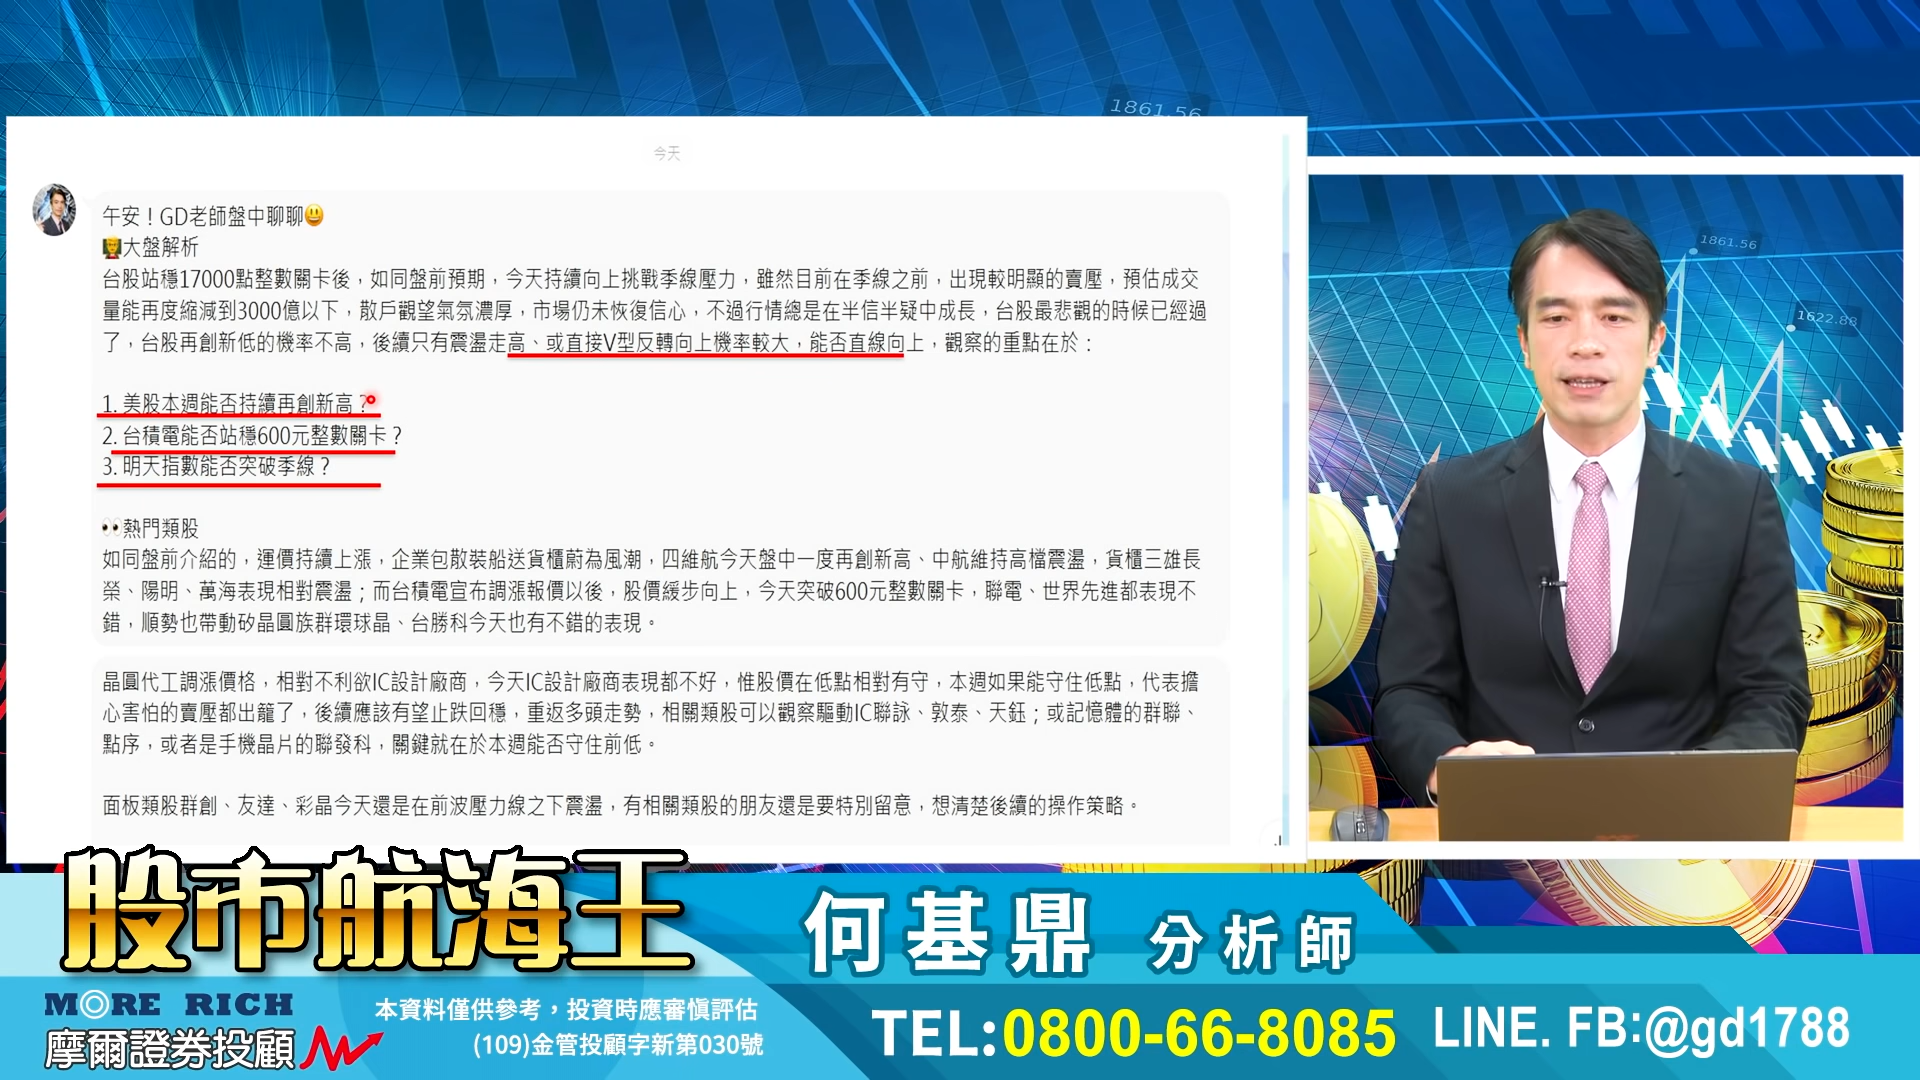 1861.56
今天
午安！GD老師盤中聊聊😃
👨‍🏫大盤解析
台股站穩17000點整數關卡後，如同盤前預期，今天持續向上挑戰季線壓力，雖然目前在季線之前，出現較明顯的賣壓，預估成交
量能再度縮減到3000億以下，散戶觀望氣氛濃厚，市場仍未恢復信心，不過行情總是在半信半疑中成長，台股最悲觀的時候已經過
了，台股再創新低的機率不高，後續只有震盪走高、或直接V型反轉向上機率較大，能否直線向上，觀察的重點在於：
1. 美股本週能否持續再創新高？
2. 台積電能否站穩600元整數關卡？
3. 明天指數能否突破季線？
👀熱門類股
如同盤前介紹的，運價持續上漲，企業包散裝船送貨櫃蔚為風潮，四維航今天盤中一度再創新高、中航維持高檔震盪，貨櫃三雄長
榮、陽明、萬海表現相對震盪；而台積電宣布調漲報價以後，股價緩步向上，今天突破600元整數關卡，聯電、世界先進都表現不
錯，順勢也帶動矽晶圓族群環球晶、台勝科今天也有不錯的表現。
晶圓代工調漲價格，相對不利欲IC設計廠商，今天IC設計廠商表現都不好，惟股價在低點相對有守，本週如果能守住低點，代表擔
心害怕的賣壓都出籠了，後續應該有望止跌回穩，重返多頭走勢，相關類股可以觀察驅動IC聯詠、敦泰、天鈺；或記憶體的群聯、
點序，或者是手機晶片的聯發科，關鍵就在於本週能否守住前低。
面板類股群創、友達、彩晶今天還是在前波壓力線之下震盪，有相關類股的朋友還是要特別留意，想清楚後續的操作策略。
1861.56
1622.88
股市航海王
何基鼎 分析師
MORE RICH
摩爾證券投顧
本資料僅供參考，投資時應審慎評估
(109)金管投顧字新第030號
TEL:0800-66-8085
LINE. FB:@gd1788